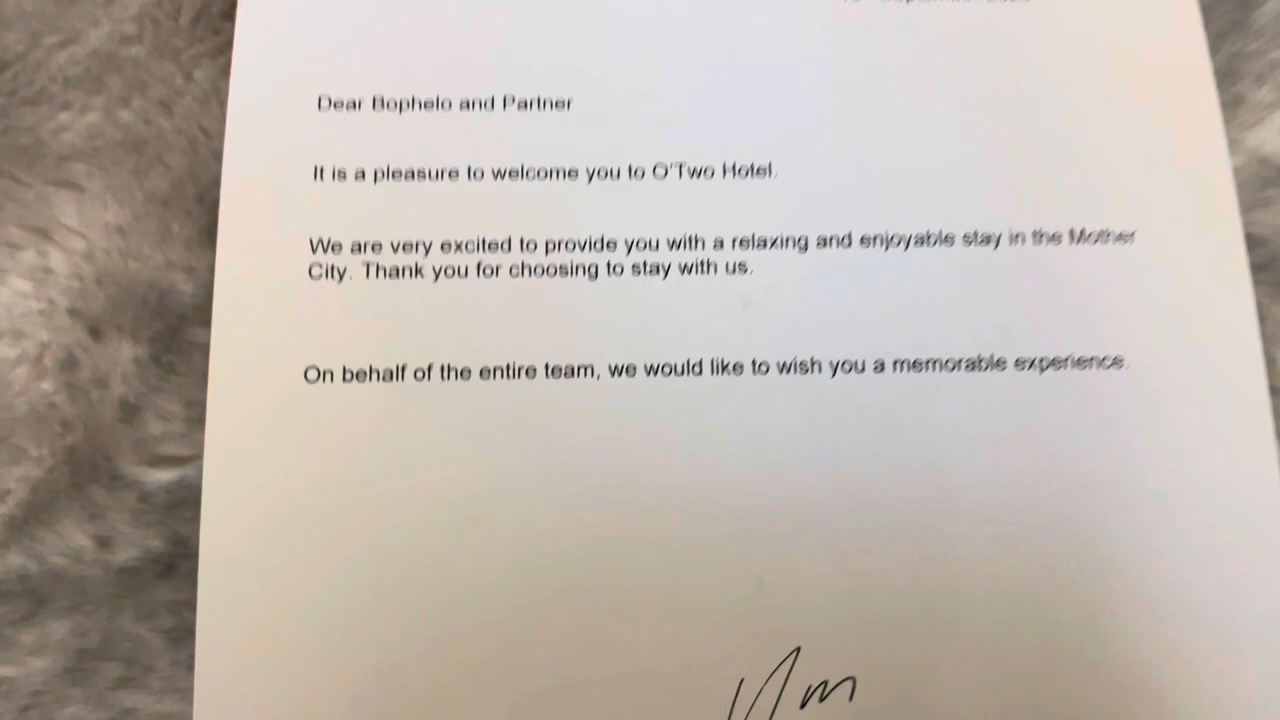 Dear Bophelo and Partner
It is a pleasure to welcome you to O'Two Hotel.
We are very excited to provide you with a relaxing and enjoyable stay in the Mother
City. Thank you for choosing to stay with us.
On behalf of the entire team, we would like to wish you a memorable experience.